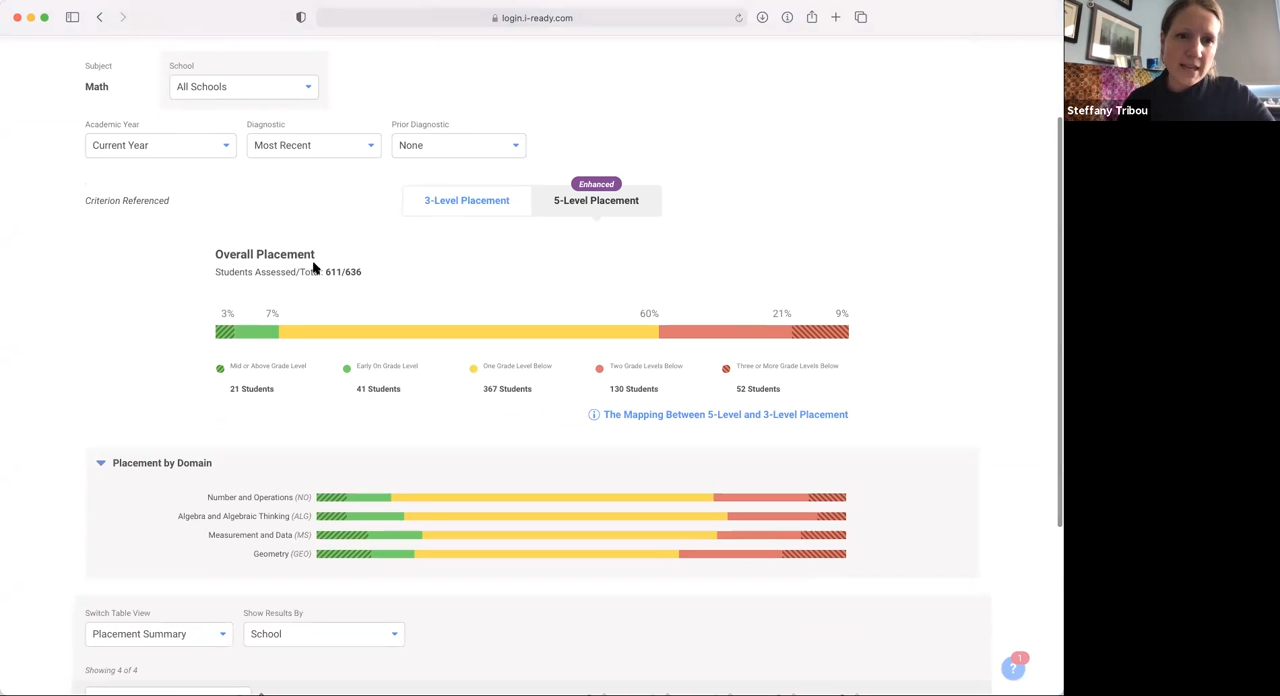 login.i-ready.com
Steffany Tribou
Subject
School
Math
All Schools
Academic Year
Diagnostic
Prior Diagnostic
Current Year
Most Recent
None
Enhanced
Criterion Referenced
3-Level Placement
5-Level Placement
Overall Placement
Students Assessed/Total: 611/636
3%
7%
60%
21%
9%
Mid or Above Grade Level
Early On Grade Level
One Grade Level Below
Two Grade Levels Below
Three or More Grade Levels Below
21 Students
41 Students
367 Students
130 Students
52 Students
The Mapping Between 5-Level and 3-Level Placement
Placement by Domain
Number and Operations (NO)
Algebra and Algebraic Thinking (ALG)
Measurement and Data (MS)
Geometry (GEO)
Switch Table View
Show Results By
Placement Summary
School
Showing 4 of 4
1
?